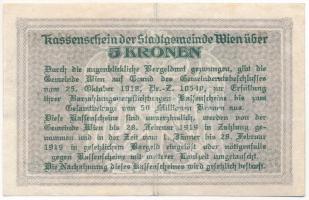 Kassenschein der Stadtgemeinde Wien über
5 KRONEN
Durch die augenblickliche Bargeldnot gezwungen, gibt die
Gemeinde Wien auf Grund des Gemeinderatsbeschlusses
vom 25. Oktober 1918, Pr.-Z. 10540, zur Erfüllung
ihrer Barzahlungsverpflichtungen Kassenscheine bis zum
Gesamtbetrage von 50 Millionen Kronen aus.
Diese Kassenscheine sind unverzinslich, werden von der
Gemeinde Wien bis 28. Februar 1919 in Zahlung ge-
nommen und in der Zeit vom 1. Jänner bis 28. Februar
1919 in gesetzlichem Bargeld eingelöst oder nötigenfalls
gegen Kassenscheine mit weiterer Laufzeit umgetauscht.
Die Nachahmung dieses Kassenscheines wird gesetzlich bestraft.